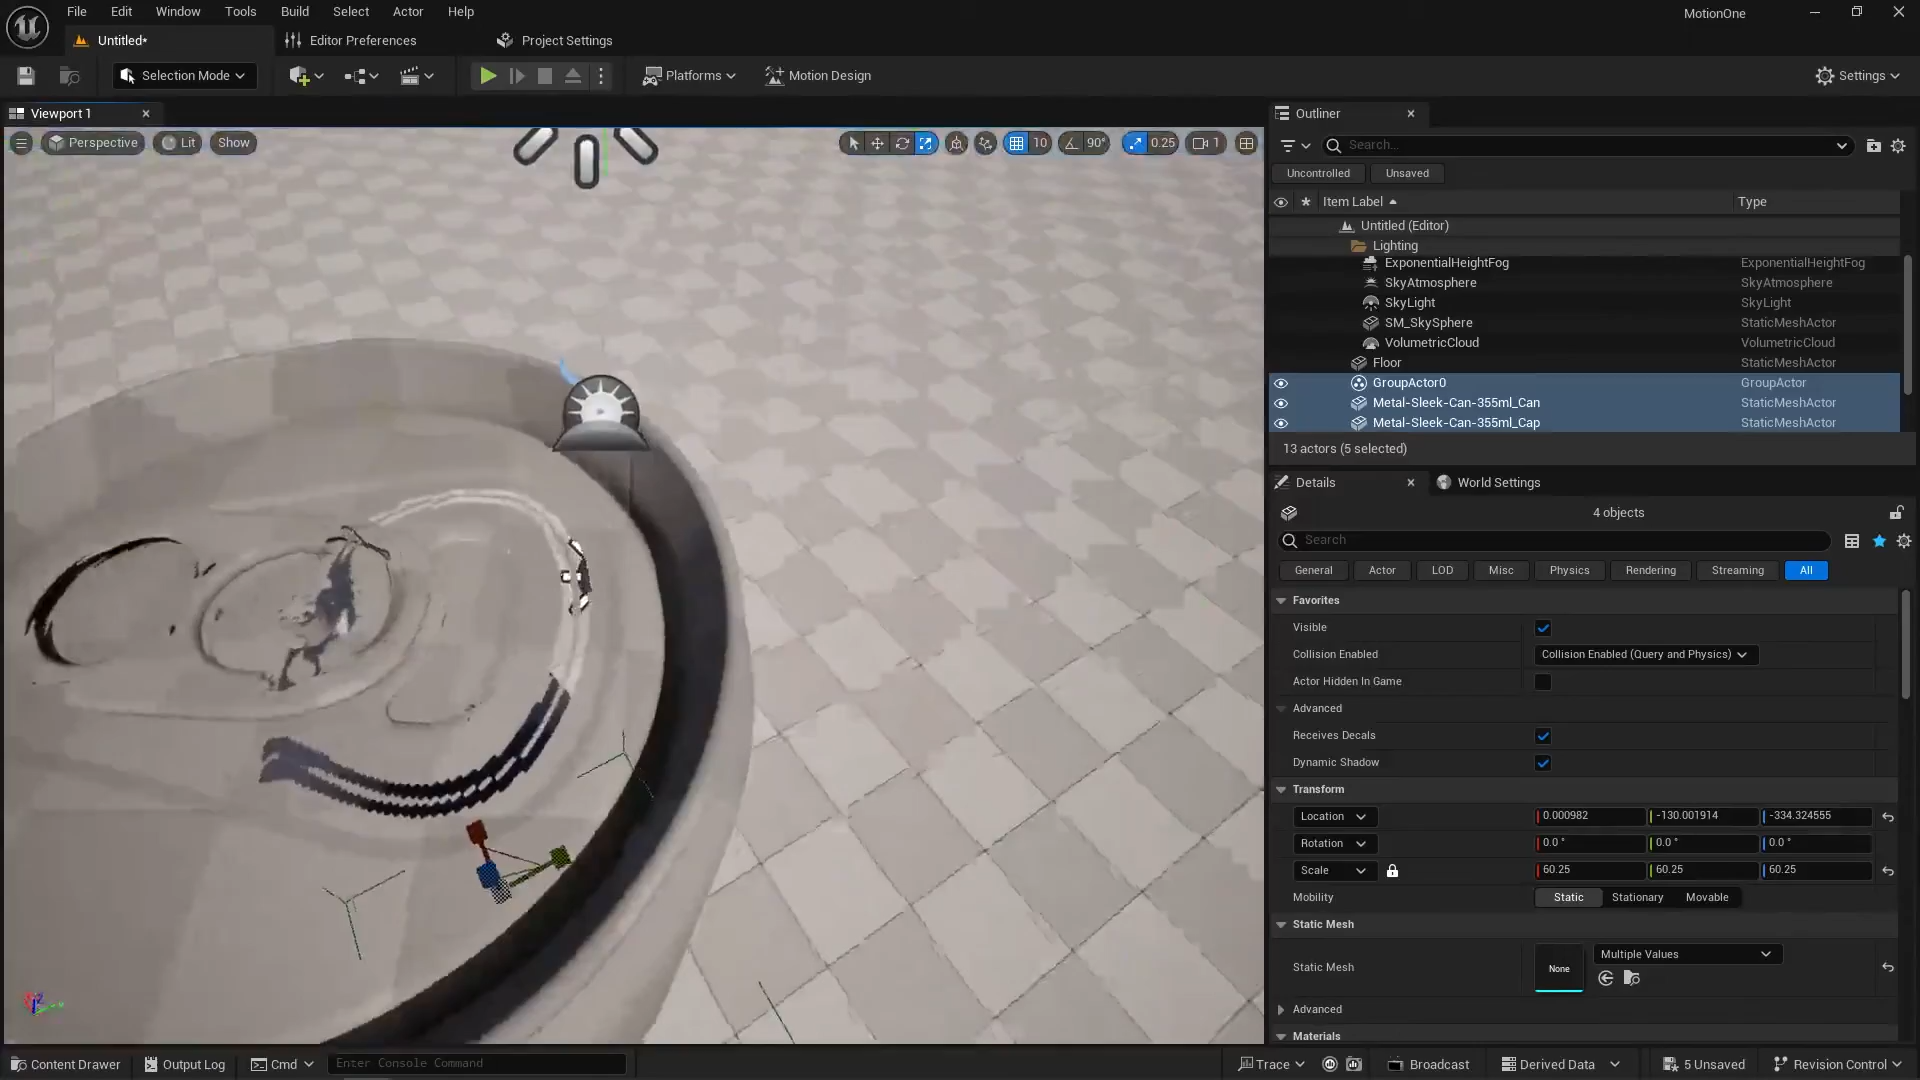 File Edit Window Tools Build Select Actor Help
MotionOne
Untitled* Editor Preferences Project Settings
Selection Mode Platforms Motion Design Settings
Viewport 1
Perspective Lit Show 10 90° 0.25 1
Outliner
Search...
Uncontrolled Unsaved
Item Label Type
Untitled (Editor)
Lighting
ExponentialHeightFog ExponentialHeightFog
SkyAtmosphere SkyAtmosphere
SkyLight SkyLight
SM_SkySphere StaticMeshActor
VolumetricCloud VolumetricCloud
Floor StaticMeshActor
GroupActor0 GroupActor
Metal-Sleek-Can-355ml_Can StaticMeshActor
Metal-Sleek-Can-355ml_Cap StaticMeshActor
13 actors (5 selected)
Details World Settings
4 objects
Search
General Actor LOD Misc Physics Rendering Streaming All
Favorites
Visible
Collision Enabled Collision Enabled (Query and Physics)
Actor Hidden In Game
Advanced
Receives Decals
Dynamic Shadow
Transform
Location 0.000982 -130.001914 -334.324555
Rotation 0.0 ° 0.0 ° 0.0 °
Scale 60.25 60.25 60.25
Mobility Static Stationary Movable
Static Mesh
Static Mesh None Multiple Values
Advanced
Materials
Content Drawer Output Log Cmd Enter Console Command Trace Broadcast Derived Data 5 Unsaved Revision Control